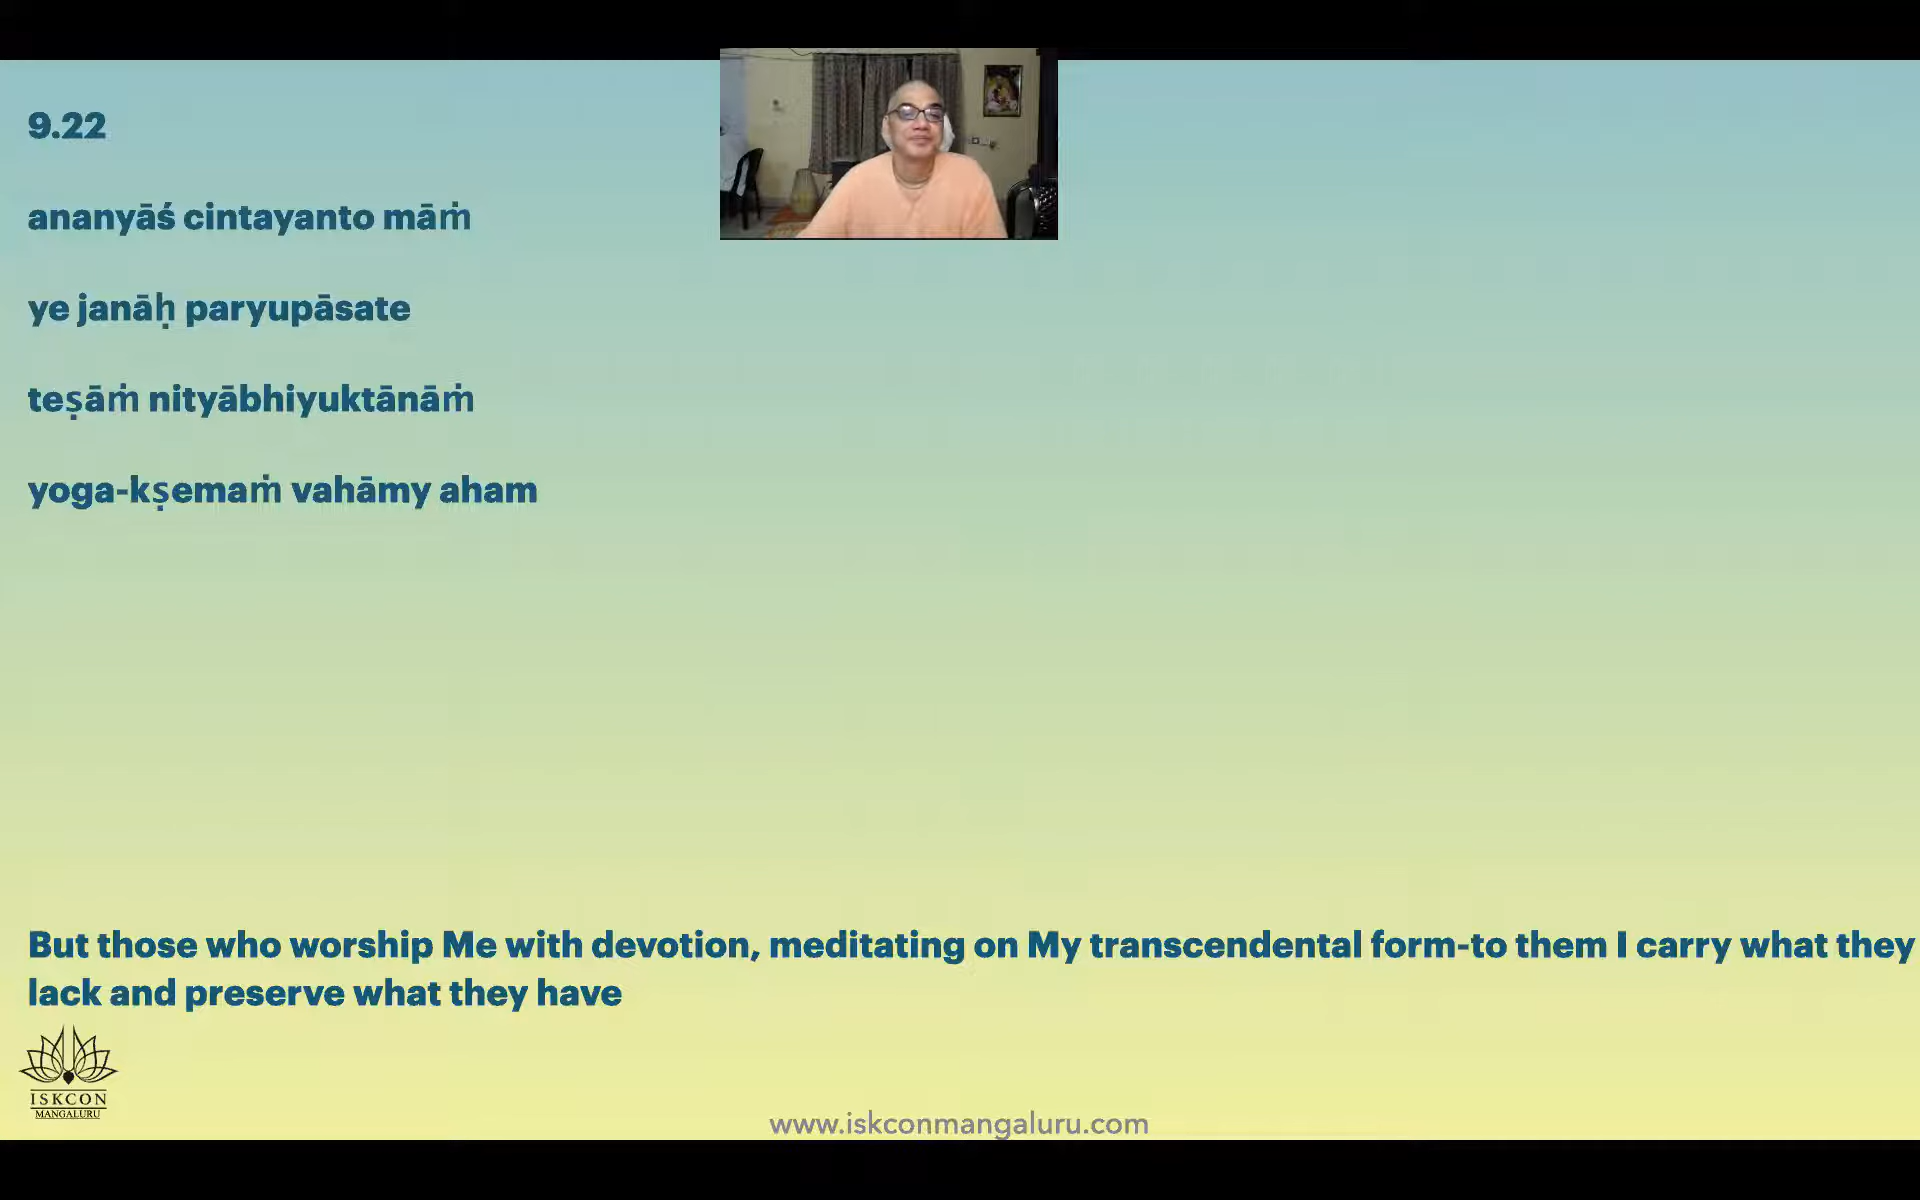 9.22
ananyāś cintayanto māṁ
ye janāḥ paryupāsate
teṣāṁ nityābhiyuktānāṁ
yoga-kṣemaṁ vahāmy aham
But those who worship Me with devotion, meditating on My transcendental form-to them I carry what they
lack and preserve what they have
ISKCON
MANGALURU
www.iskconmangaluru.com